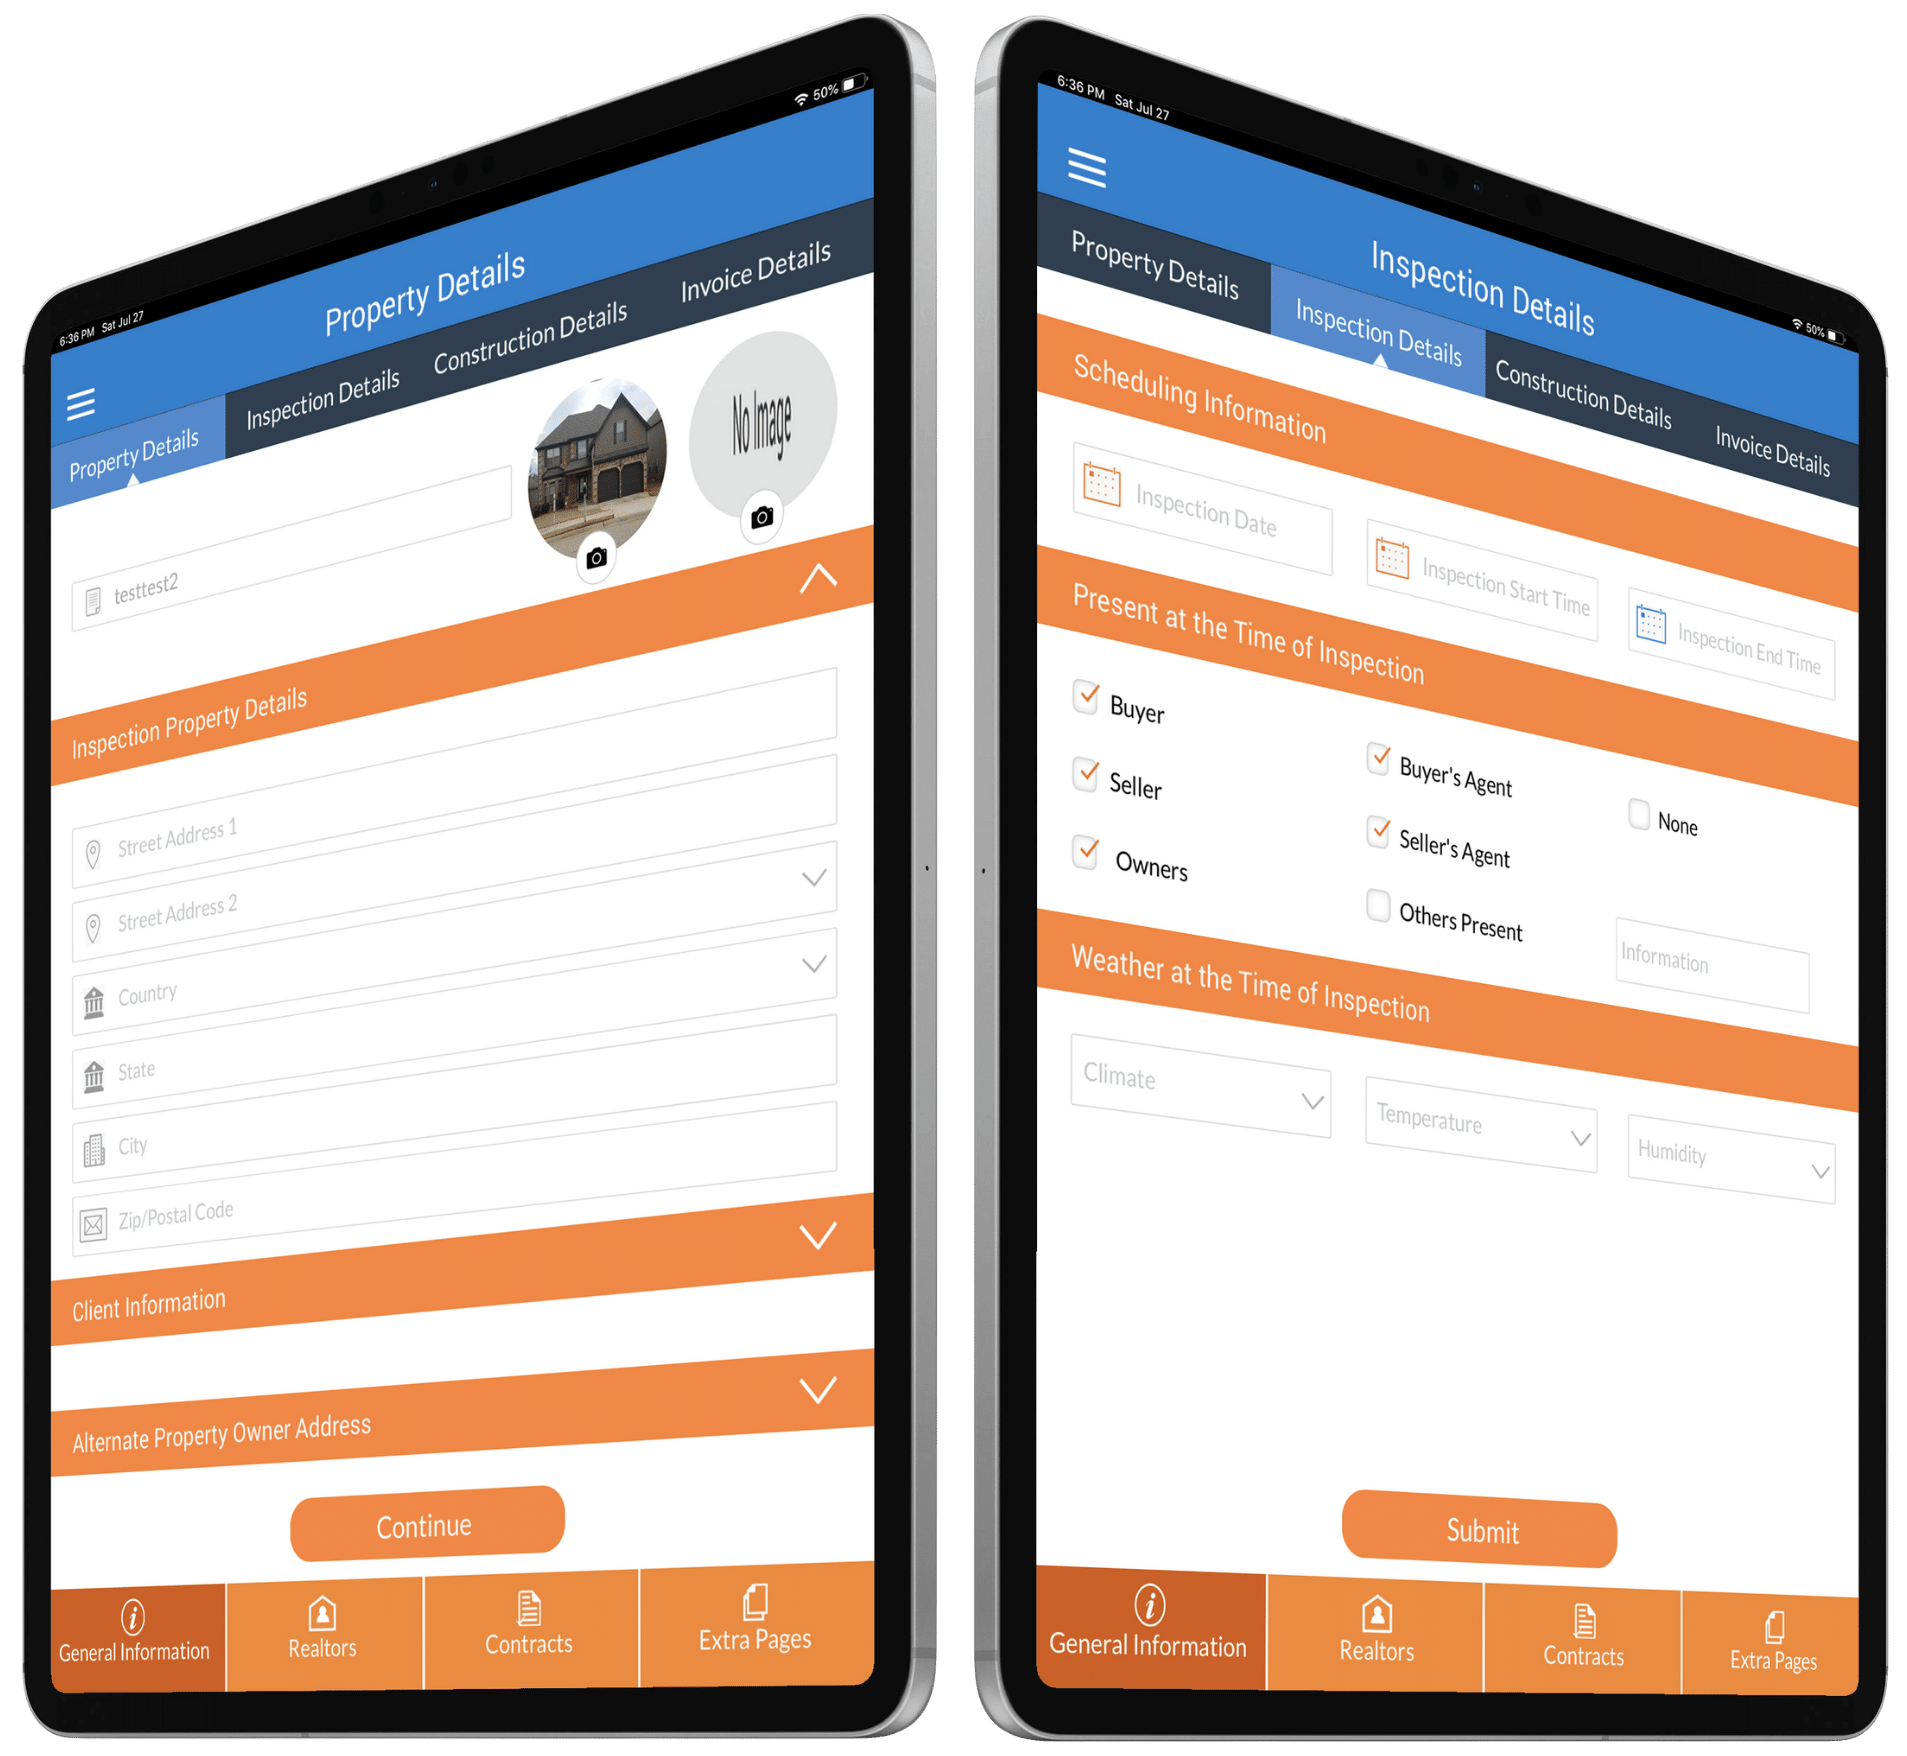 6:36 PM Sat Jul 27
50%
Property Details
Property Details
Inspection Details
Construction Details
Invoice Details
testtest2
No Image
Inspection Property Details
Street Address 1
Street Address 2
Country
State
City
Zip/Postal Code
Client Information
Alternate Property Owner Address
Continue
General Information
Realtors
Contracts
Extra Pages
6:36 PM Sat Jul 27
50%
Inspection Details
Property Details
Inspection Details
Construction Details
Invoice Details
Scheduling Information
Inspection Date
Inspection Start Time
Inspection End Time
Present at the Time of Inspection
Buyer
Buyer's Agent
None
Seller
Seller's Agent
Owners
Others Present
Information
Weather at the Time of Inspection
Climate
Temperature
Humidity
Submit
General Information
Realtors
Contracts
Extra Pages